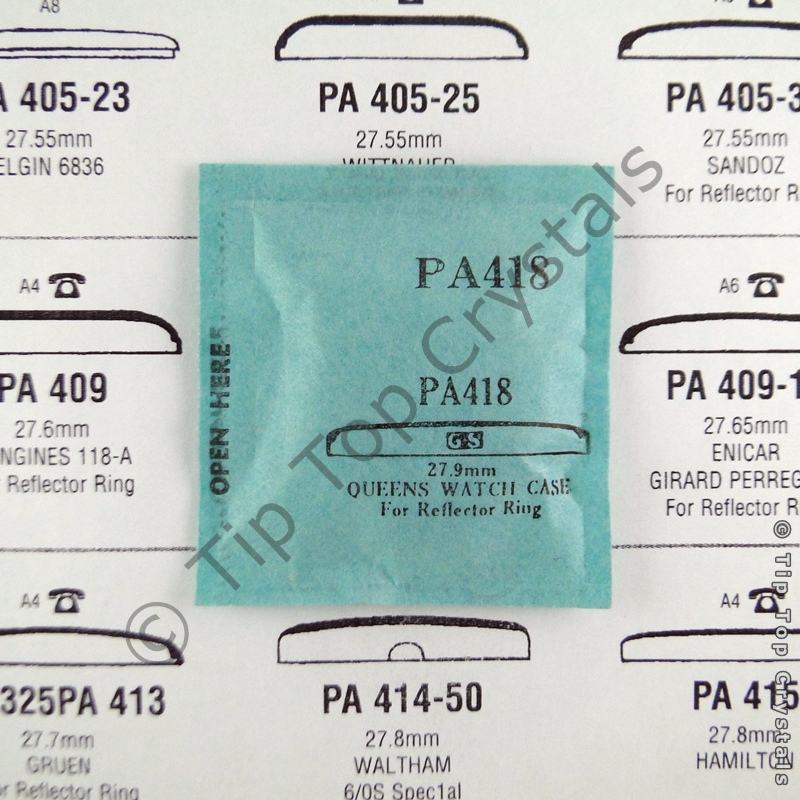 A8
A 405-23
27.55mm
ELGIN 6836
PA 405-25
27.55mm
WITTNAUER
PA 405-3
27.55mm
SANDOZ
For Reflector R
A4
PA 409
27.6mm
NGINES 118-A
Reflector Ring
A6
PA 409-1
27.65mm
ENICAR
GIRARD PERREG
For Reflector R
OPEN HERE
PA418
PA418
GS
27.9mm
QUEENS WATCH CASE
For Reflector Ring
A4
325PA 413
27.7mm
GRUEN
r Reflector Ring
PA 414-50
27.8mm
WALTHAM
6/0S Spec1al
A4
PA 415
27.8mm
HAMILTO
© Tip Top Crystals
© Tip Top Crystals